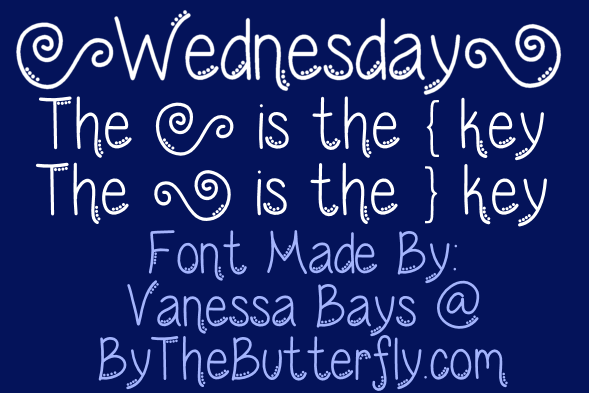 Wednesday
The is the { key
The is the } key
Font Made By:
Vanessa Bays @
ByTheButterfly.com